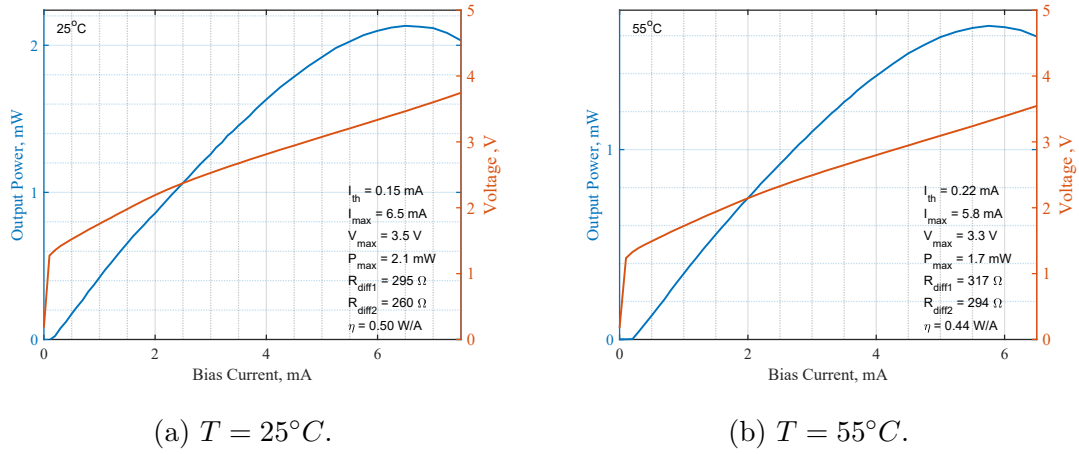 25°C
Output Power, mW
0
1
2
0
2
4
6
Bias Current, mA
0
1
2
3
4
5
Voltage , V
I_th = 0.15 mA
I_max = 6.5 mA
V_max = 3.5 V
P_max = 2.1 mW
R_diff1 = 295 Ω
R_diff2 = 260 Ω
η = 0.50 W/A
(a) T = 25°C.
55°C
Output Power, mW
0
1
0
2
4
6
Bias Current, mA
0
1
2
3
4
5
Voltage , V
I_th = 0.22 mA
I_max = 5.8 mA
V_max = 3.3 V
P_max = 1.7 mW
R_diff1 = 317 Ω
R_diff2 = 294 Ω
η = 0.44 W/A
(b) T = 55°C.